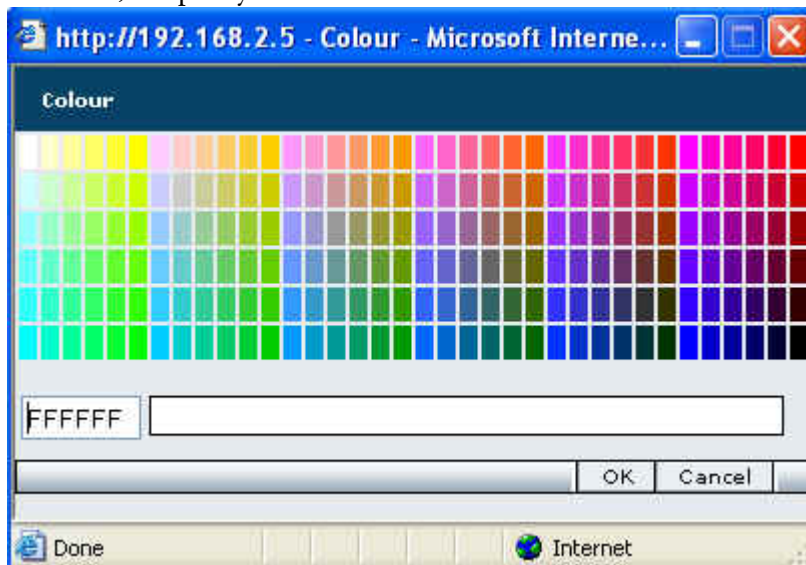 http://192.168.2.5 - Colour - Microsoft Interne...
Colour
FFFFFF
OK Cancel
Done Internet